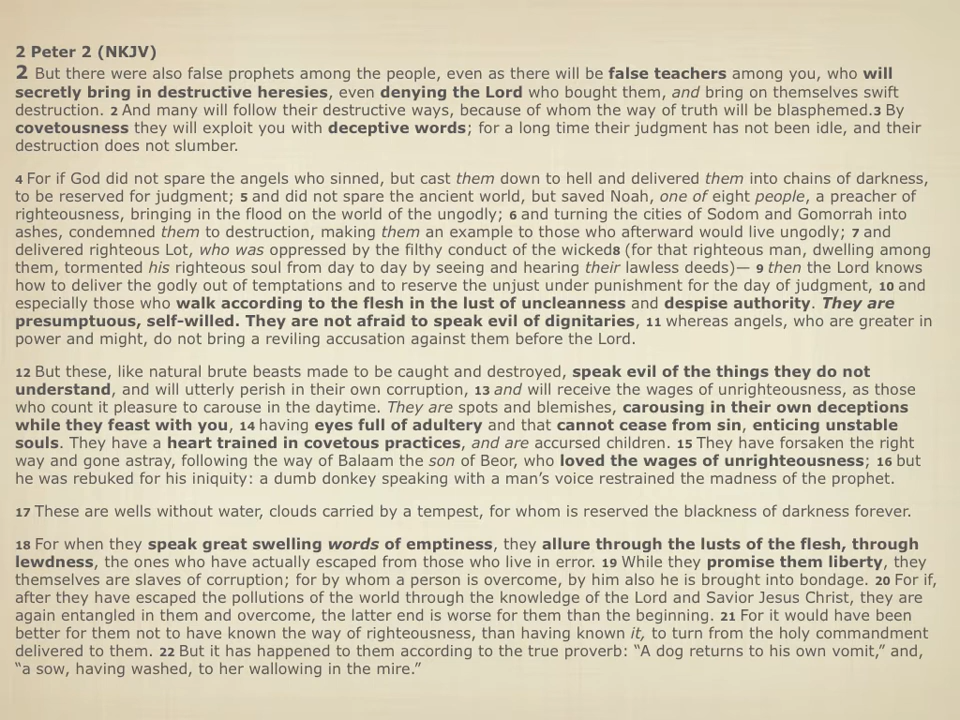 2 Peter 2 (NKJV)
2 But there were also false prophets among the people, even as there will be false teachers among you, who will
secretly bring in destructive heresies, even denying the Lord who bought them, and bring on themselves swift
destruction. 2 And many will follow their destructive ways, because of whom the way of truth will be blasphemed.3 By
covetousness they will exploit you with deceptive words; for a long time their judgment has not been idle, and their
destruction does not slumber.
4 For if God did not spare the angels who sinned, but cast them down to hell and delivered them into chains of darkness,
to be reserved for judgment; 5 and did not spare the ancient world, but saved Noah, one of eight people, a preacher of
righteousness, bringing in the flood on the world of the ungodly; 6 and turning the cities of Sodom and Gomorrah into
ashes, condemned them to destruction, making them an example to those who afterward would live ungodly; 7 and
delivered righteous Lot, who was oppressed by the filthy conduct of the wicked8 (for that righteous man, dwelling among
them, tormented his righteous soul from day to day by seeing and hearing their lawless deeds)— 9 then the Lord knows
how to deliver the godly out of temptations and to reserve the unjust under punishment for the day of judgment, 10 and
especially those who walk according to the flesh in the lust of uncleanness and despise authority. They are
presumptuous, self-willed. They are not afraid to speak evil of dignitaries, 11 whereas angels, who are greater in
power and might, do not bring a reviling accusation against them before the Lord.
12 But these, like natural brute beasts made to be caught and destroyed, speak evil of the things they do not
understand, and will utterly perish in their own corruption, 13 and will receive the wages of unrighteousness, as those
who count it pleasure to carouse in the daytime. They are spots and blemishes, carousing in their own deceptions
while they feast with you, 14 having eyes full of adultery and that cannot cease from sin, enticing unstable
souls. They have a heart trained in covetous practices, and are accursed children. 15 They have forsaken the right
way and gone astray, following the way of Balaam the son of Beor, who loved the wages of unrighteousness; 16 but
he was rebuked for his iniquity: a dumb donkey speaking with a man’s voice restrained the madness of the prophet.
17 These are wells without water, clouds carried by a tempest, for whom is reserved the blackness of darkness forever.
18 For when they speak great swelling words of emptiness, they allure through the lusts of the flesh, through
lewdness, the ones who have actually escaped from those who live in error. 19 While they promise them liberty, they
themselves are slaves of corruption; for by whom a person is overcome, by him also he is brought into bondage. 20 For if,
after they have escaped the pollutions of the world through the knowledge of the Lord and Savior Jesus Christ, they are
again entangled in them and overcome, the latter end is worse for them than the beginning. 21 For it would have been
better for them not to have known the way of righteousness, than having known it, to turn from the holy commandment
delivered to them. 22 But it has happened to them according to the true proverb: “A dog returns to his own vomit,” and,
“a sow, having washed, to her wallowing in the mire.”